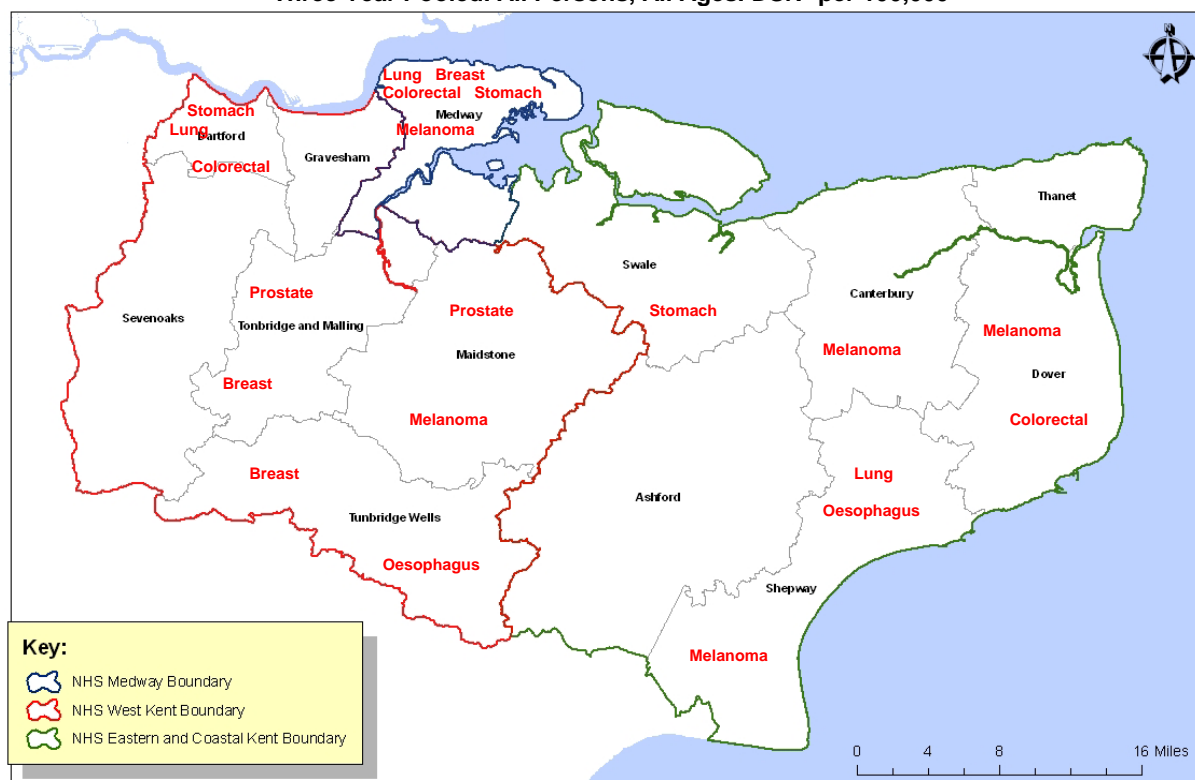 Lung Breast
Colorectal Stomach
Medway
Melanoma
Stomach
Lung
Dartford
Colorectal
Gravesham
Thanet
Swale
Stomach
Canterbury
Melanoma
Melanoma
Dover
Colorectal
Prostate
Tonbridge and Malling
Breast
Sevenoaks
Prostate
Maidstone
Melanoma
Breast
Tunbridge Wells
Oesophagus
Ashford
Lung
Oesophagus
Shepway
Melanoma
Key:
NHS Medway Boundary
NHS West Kent Boundary
NHS Eastern and Coastal Kent Boundary
0 4 8 16 Miles